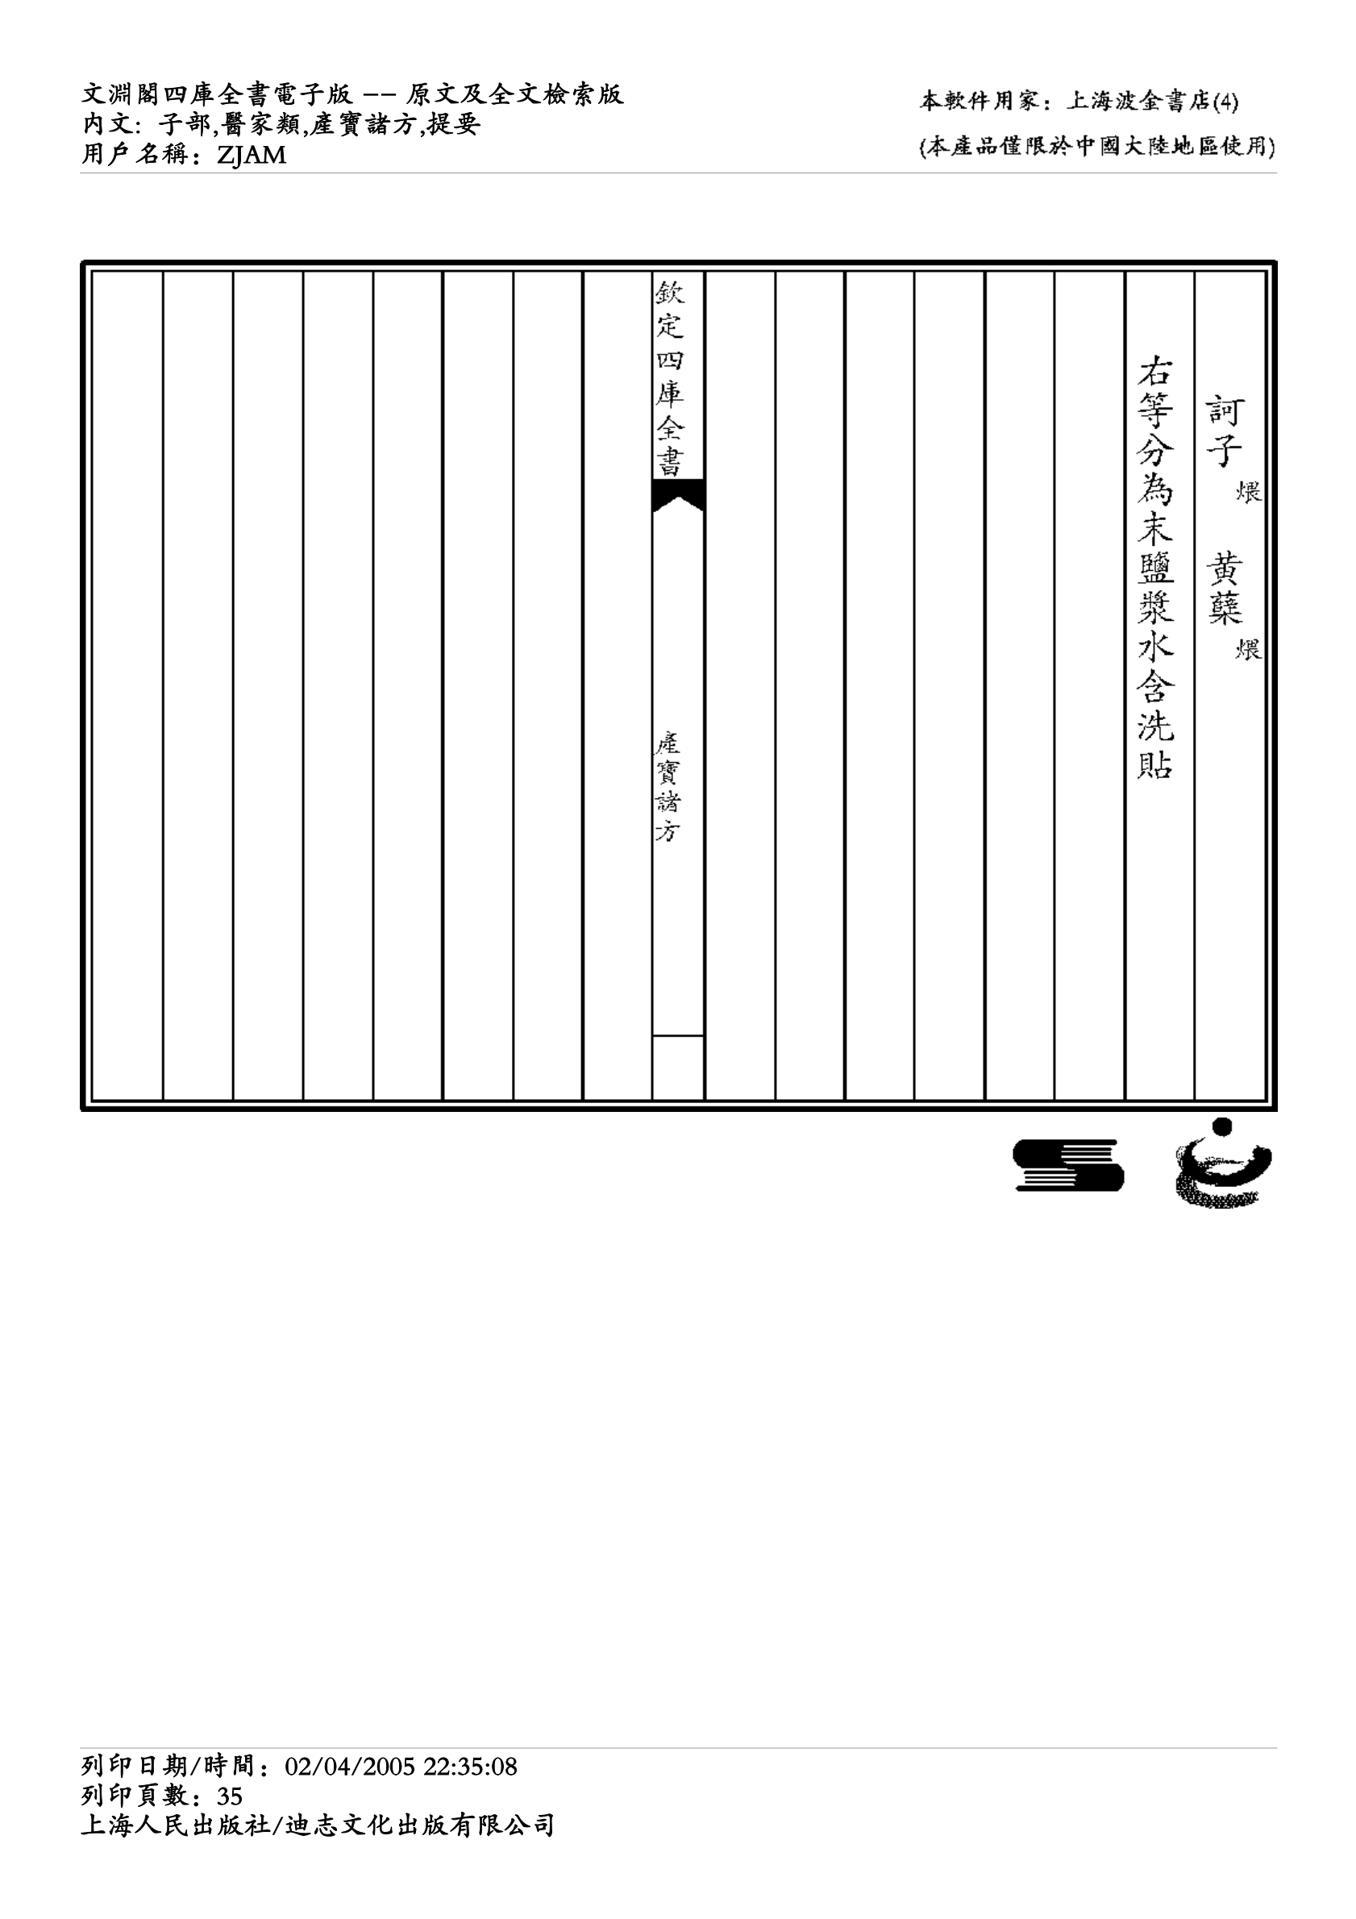 文淵閣四庫全書電子版 -- 原文及全文檢索版
内文: 子部,醫家類,產寶諸方,提要
用戶名稱: ZJAM
本軟件用家: 上海波金書店(4)
(本產品僅限於中國大陸地區使用)
訶子煨 黄蘗煨
右等分為末鹽漿水含洗貼
欽定四庫全書
產寶諸方
列印日期/時間: 02/04/2005 22:35:08
列印頁數: 35
上海人民出版社/迪志文化出版有限公司